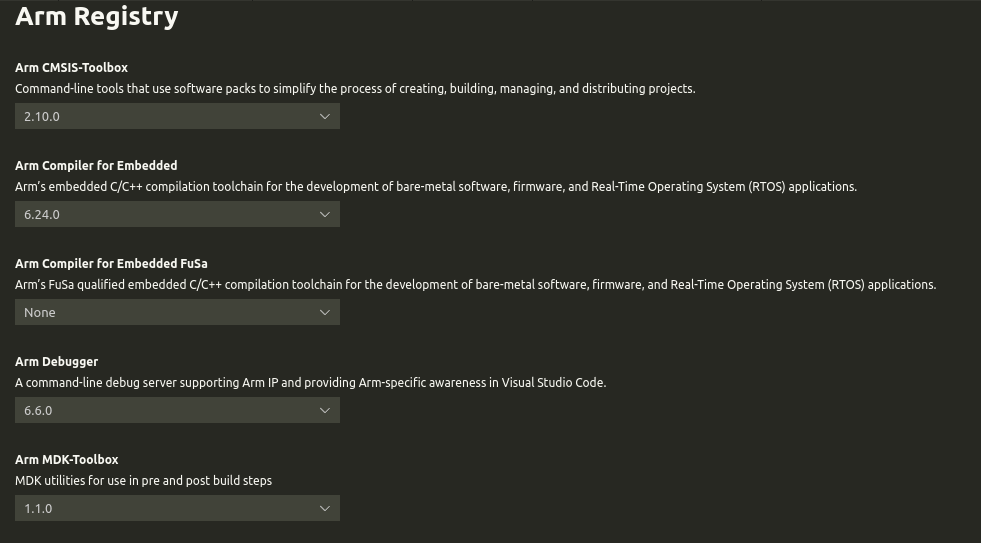 Arm Registry
Arm CMSIS-Toolbox
Command-line tools that use software packs to simplify the process of creating, building, managing, and distributing projects.
2.10.0
Arm Compiler for Embedded
Arm’s embedded C/C++ compilation toolchain for the development of bare-metal software, firmware, and Real-Time Operating System (RTOS) applications.
6.24.0
Arm Compiler for Embedded FuSa
Arm’s FuSa qualified embedded C/C++ compilation toolchain for the development of bare-metal software, firmware, and Real-Time Operating System (RTOS) applications.
None
Arm Debugger
A command-line debug server supporting Arm IP and providing Arm-specific awareness in Visual Studio Code.
6.6.0
Arm MDK-Toolbox
MDK utilities for use in pre and post build steps
1.1.0